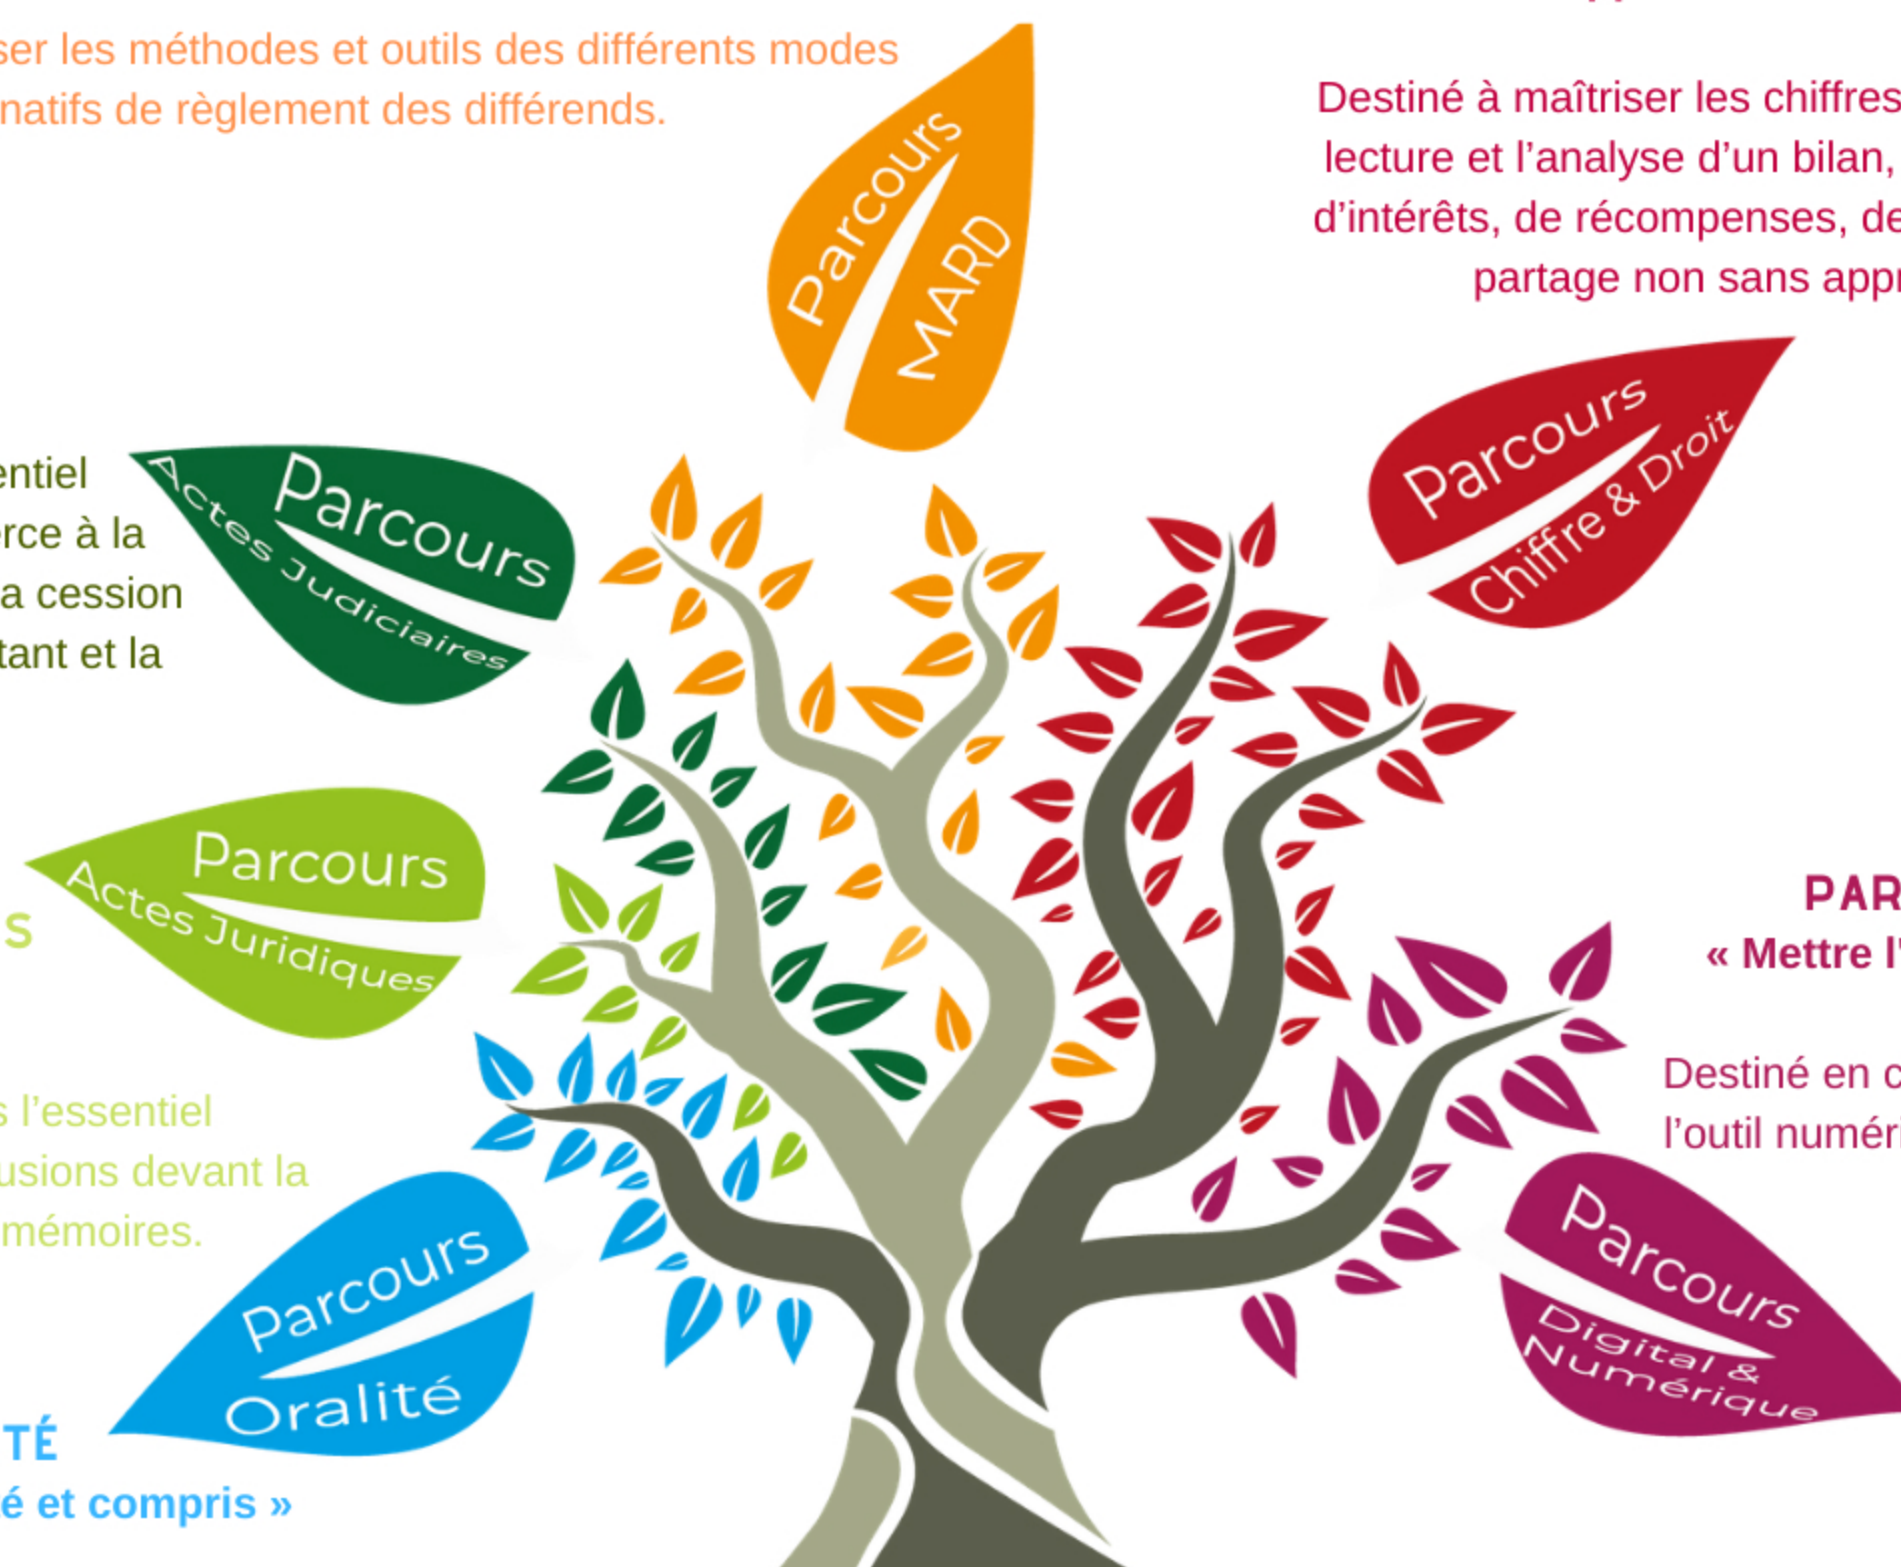 ser les méthodes et outils des différents modes
natifs de règlement des différends.
Destiné à maîtriser les chiffres
lecture et l’analyse d’un bilan,
d’intérêts, de récompenses, de
partage non sans appr
Parcours
MARD
Parcours
Chiffre & Droit
entiel
erce à la
a cession
tant et la
Parcours
Actes Judiciaires
Parcours
Actes Juridiques
S
PAR
« Mettre l’
Destiné en c
l’outil numéri
s l’essentiel
usions devant la
mémoires.
Parcours
Oralité
Parcours
Digital &
Numérique
TÉ
é et compris »